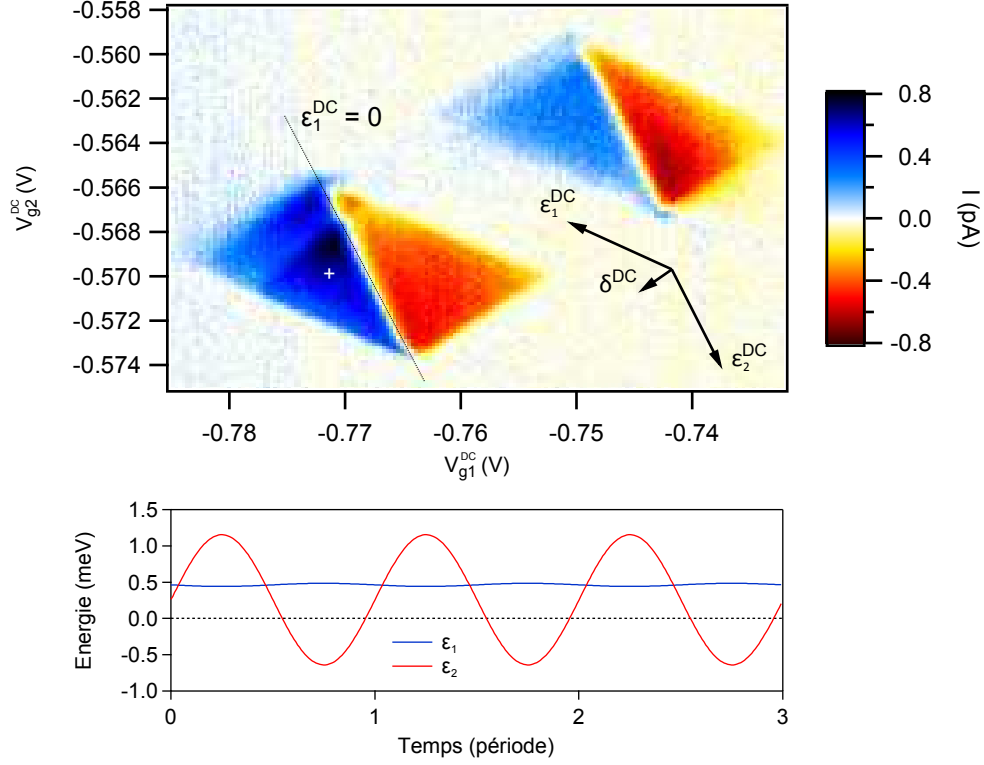 -0.558
-0.560
-0.562
-0.564
-0.566
-0.568
-0.570
-0.572
-0.574
V_g2^DC (V)
ε_1^DC = 0
ε_1^DC
δ^DC
ε_2^DC
-0.78 -0.77 -0.76 -0.75 -0.74
V_g1^DC (V)
0.8
0.4
0.0
-0.4
-0.8
I (pA)
1.5
1.0
0.5
0.0
-0.5
-1.0
Energie (meV)
ε_1
ε_2
0 1 2 3
Temps (période)